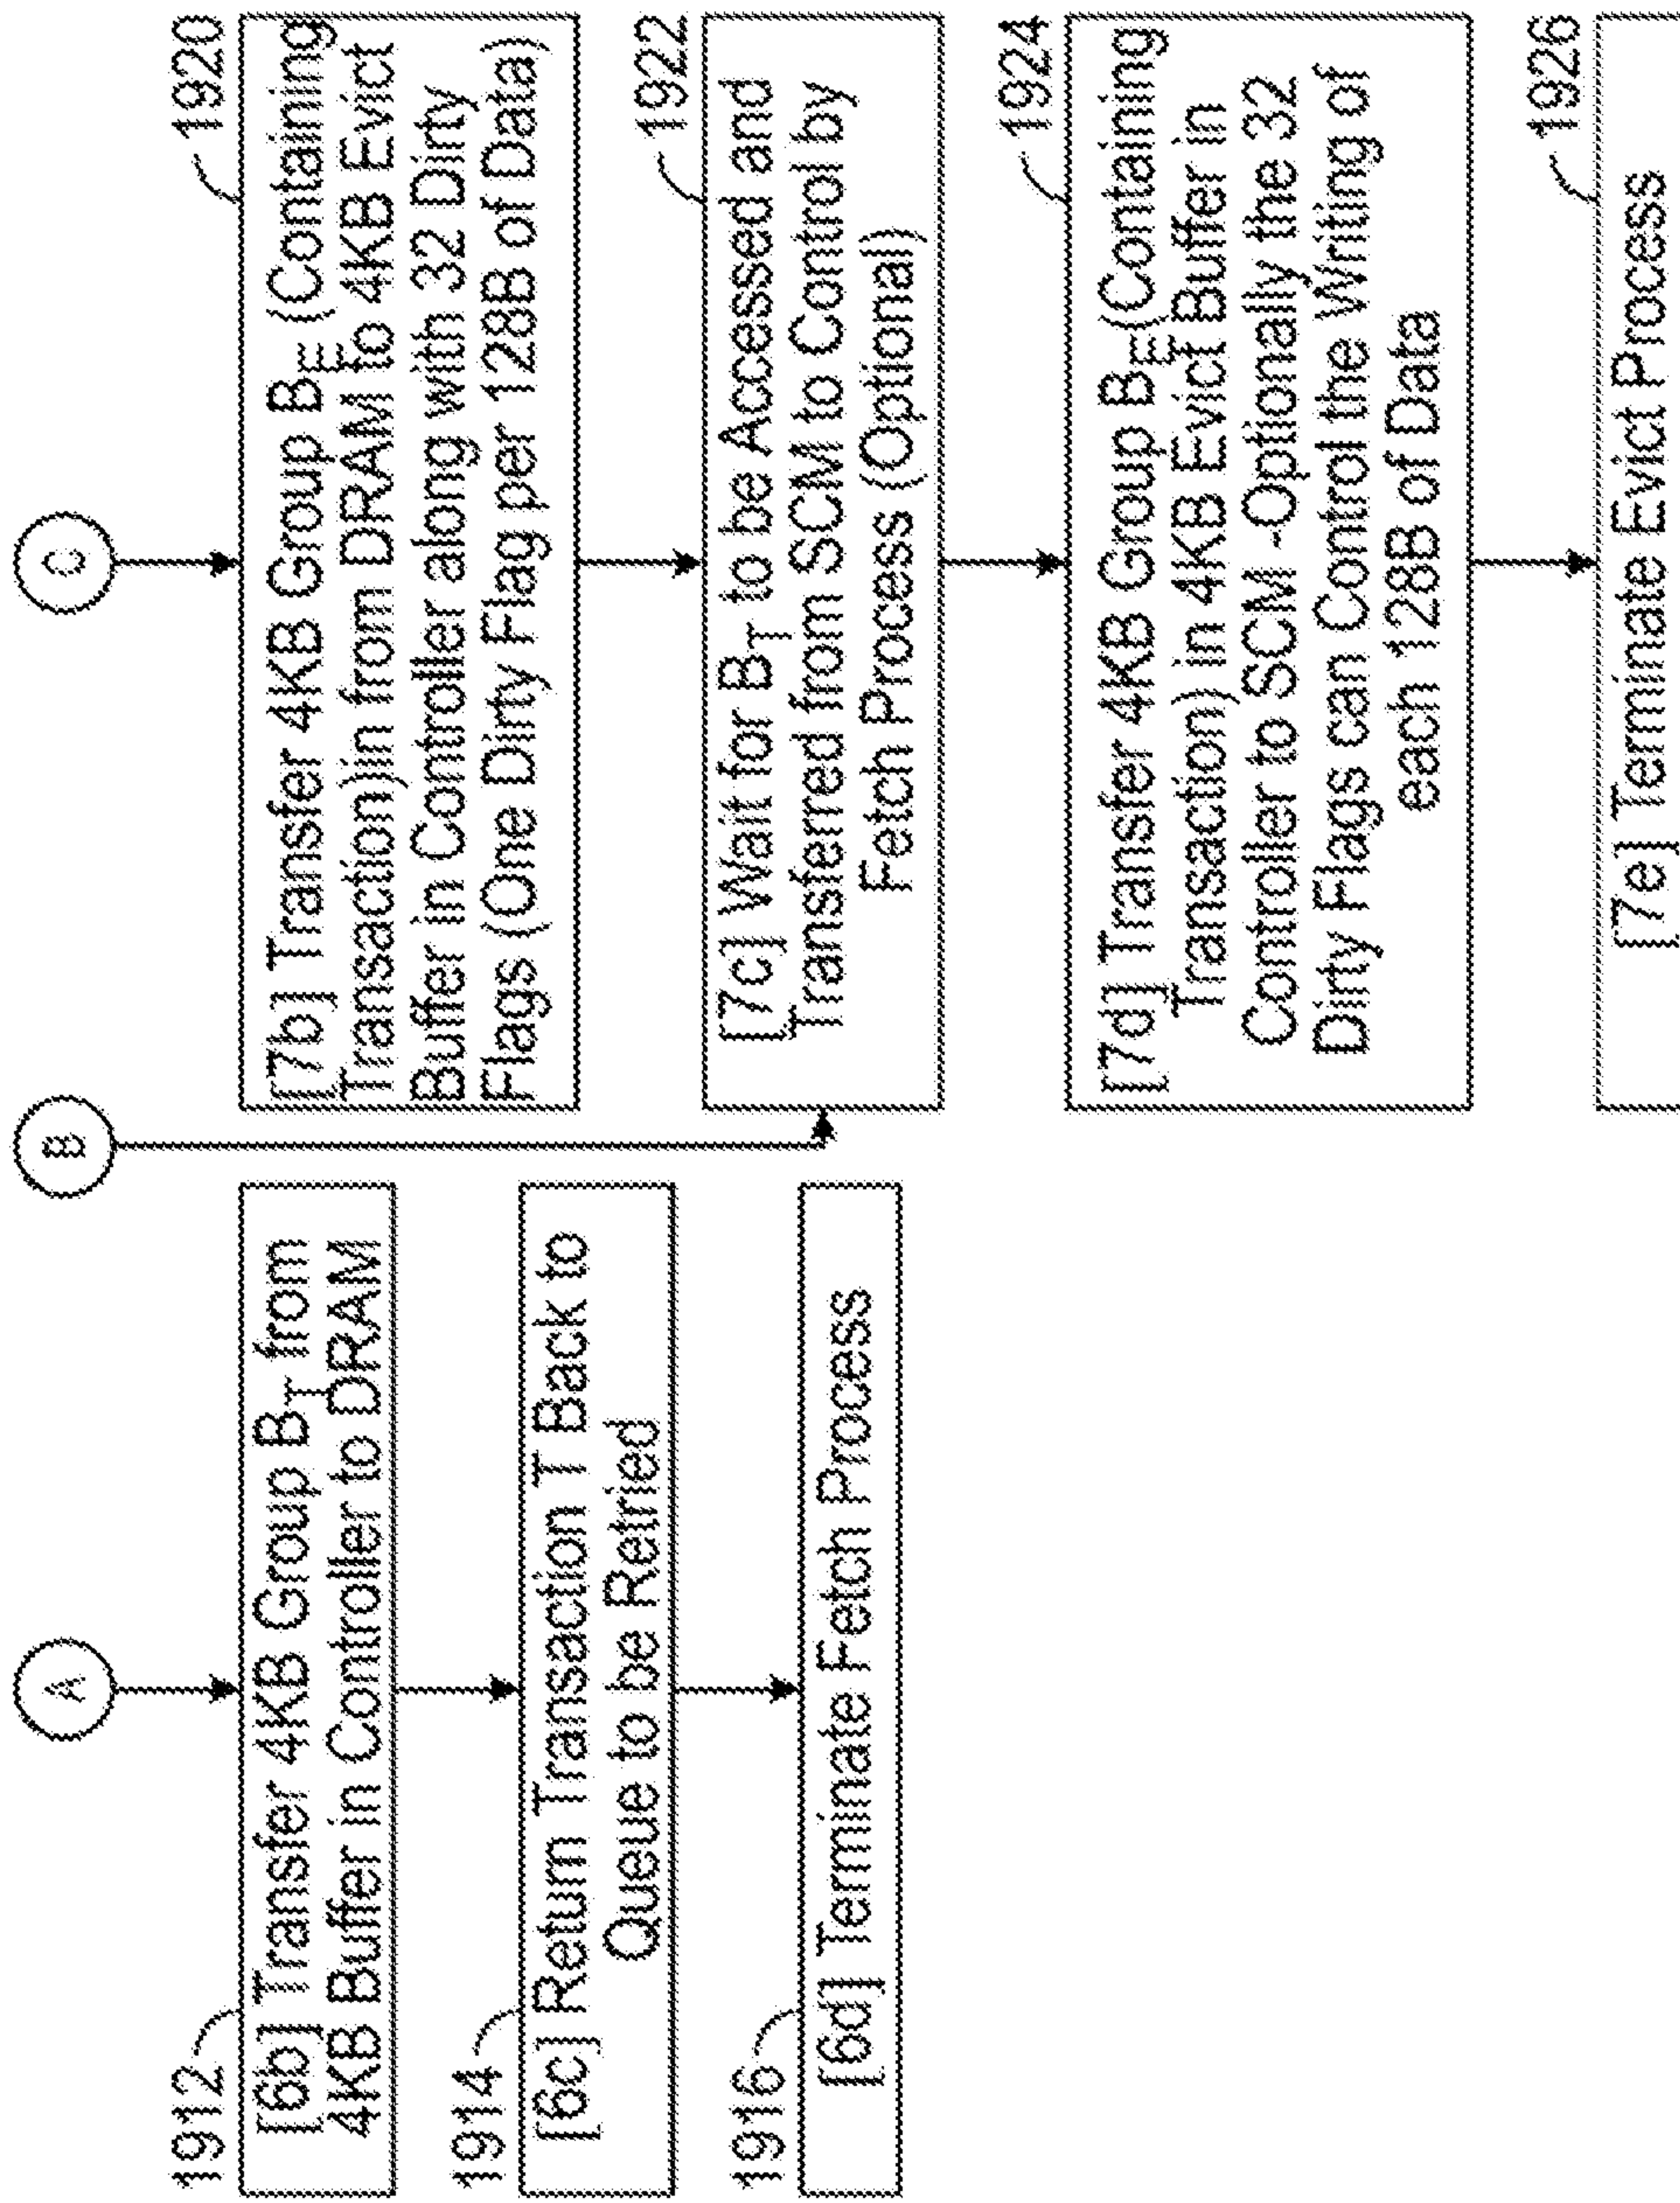 A
1912
[6b] Transfer 4KB Group BT from
4KB Buffer in Controller to DRAM
1914
[6c] Return Transaction T Back to
Queue to be Retried
1916
[6d] Terminate Fetch Process
B
C
1920
[7b] Transfer 4KB Group BE (Containing
Transaction)in from DRAM to 4KB Evict
Buffer in Controller along with 32 Dirty
Flags (One Dirty Flag per 128B of Data)
1922
[7c] Wait for BT to be Accessed and
Transferred from SCM to Control by
Fetch Process (Optional)
1924
[7d] Transfer 4KB Group BE(Containing
Transaction) in 4KB Evict Buffer in
Controller to SCM -Optionally the 32
Dirty Flags can Control the Writing of
each 128B of Data
1926
[7e] Terminate Evict Process